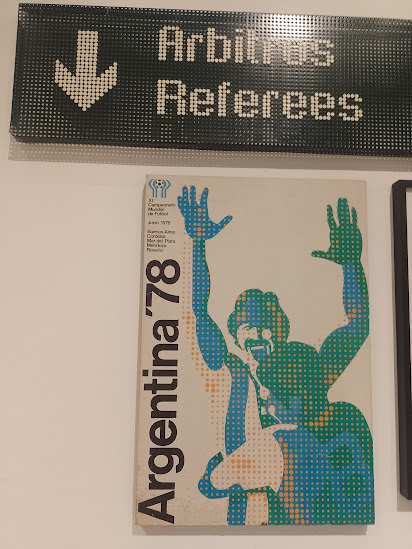 Arbitros
Referees
XI
Campeonato
Mundial
de Futbol
Junio 1978
Buenos Aires
Cordoba
Mar del Plata
Mendoza
Rosario
Argentina '78